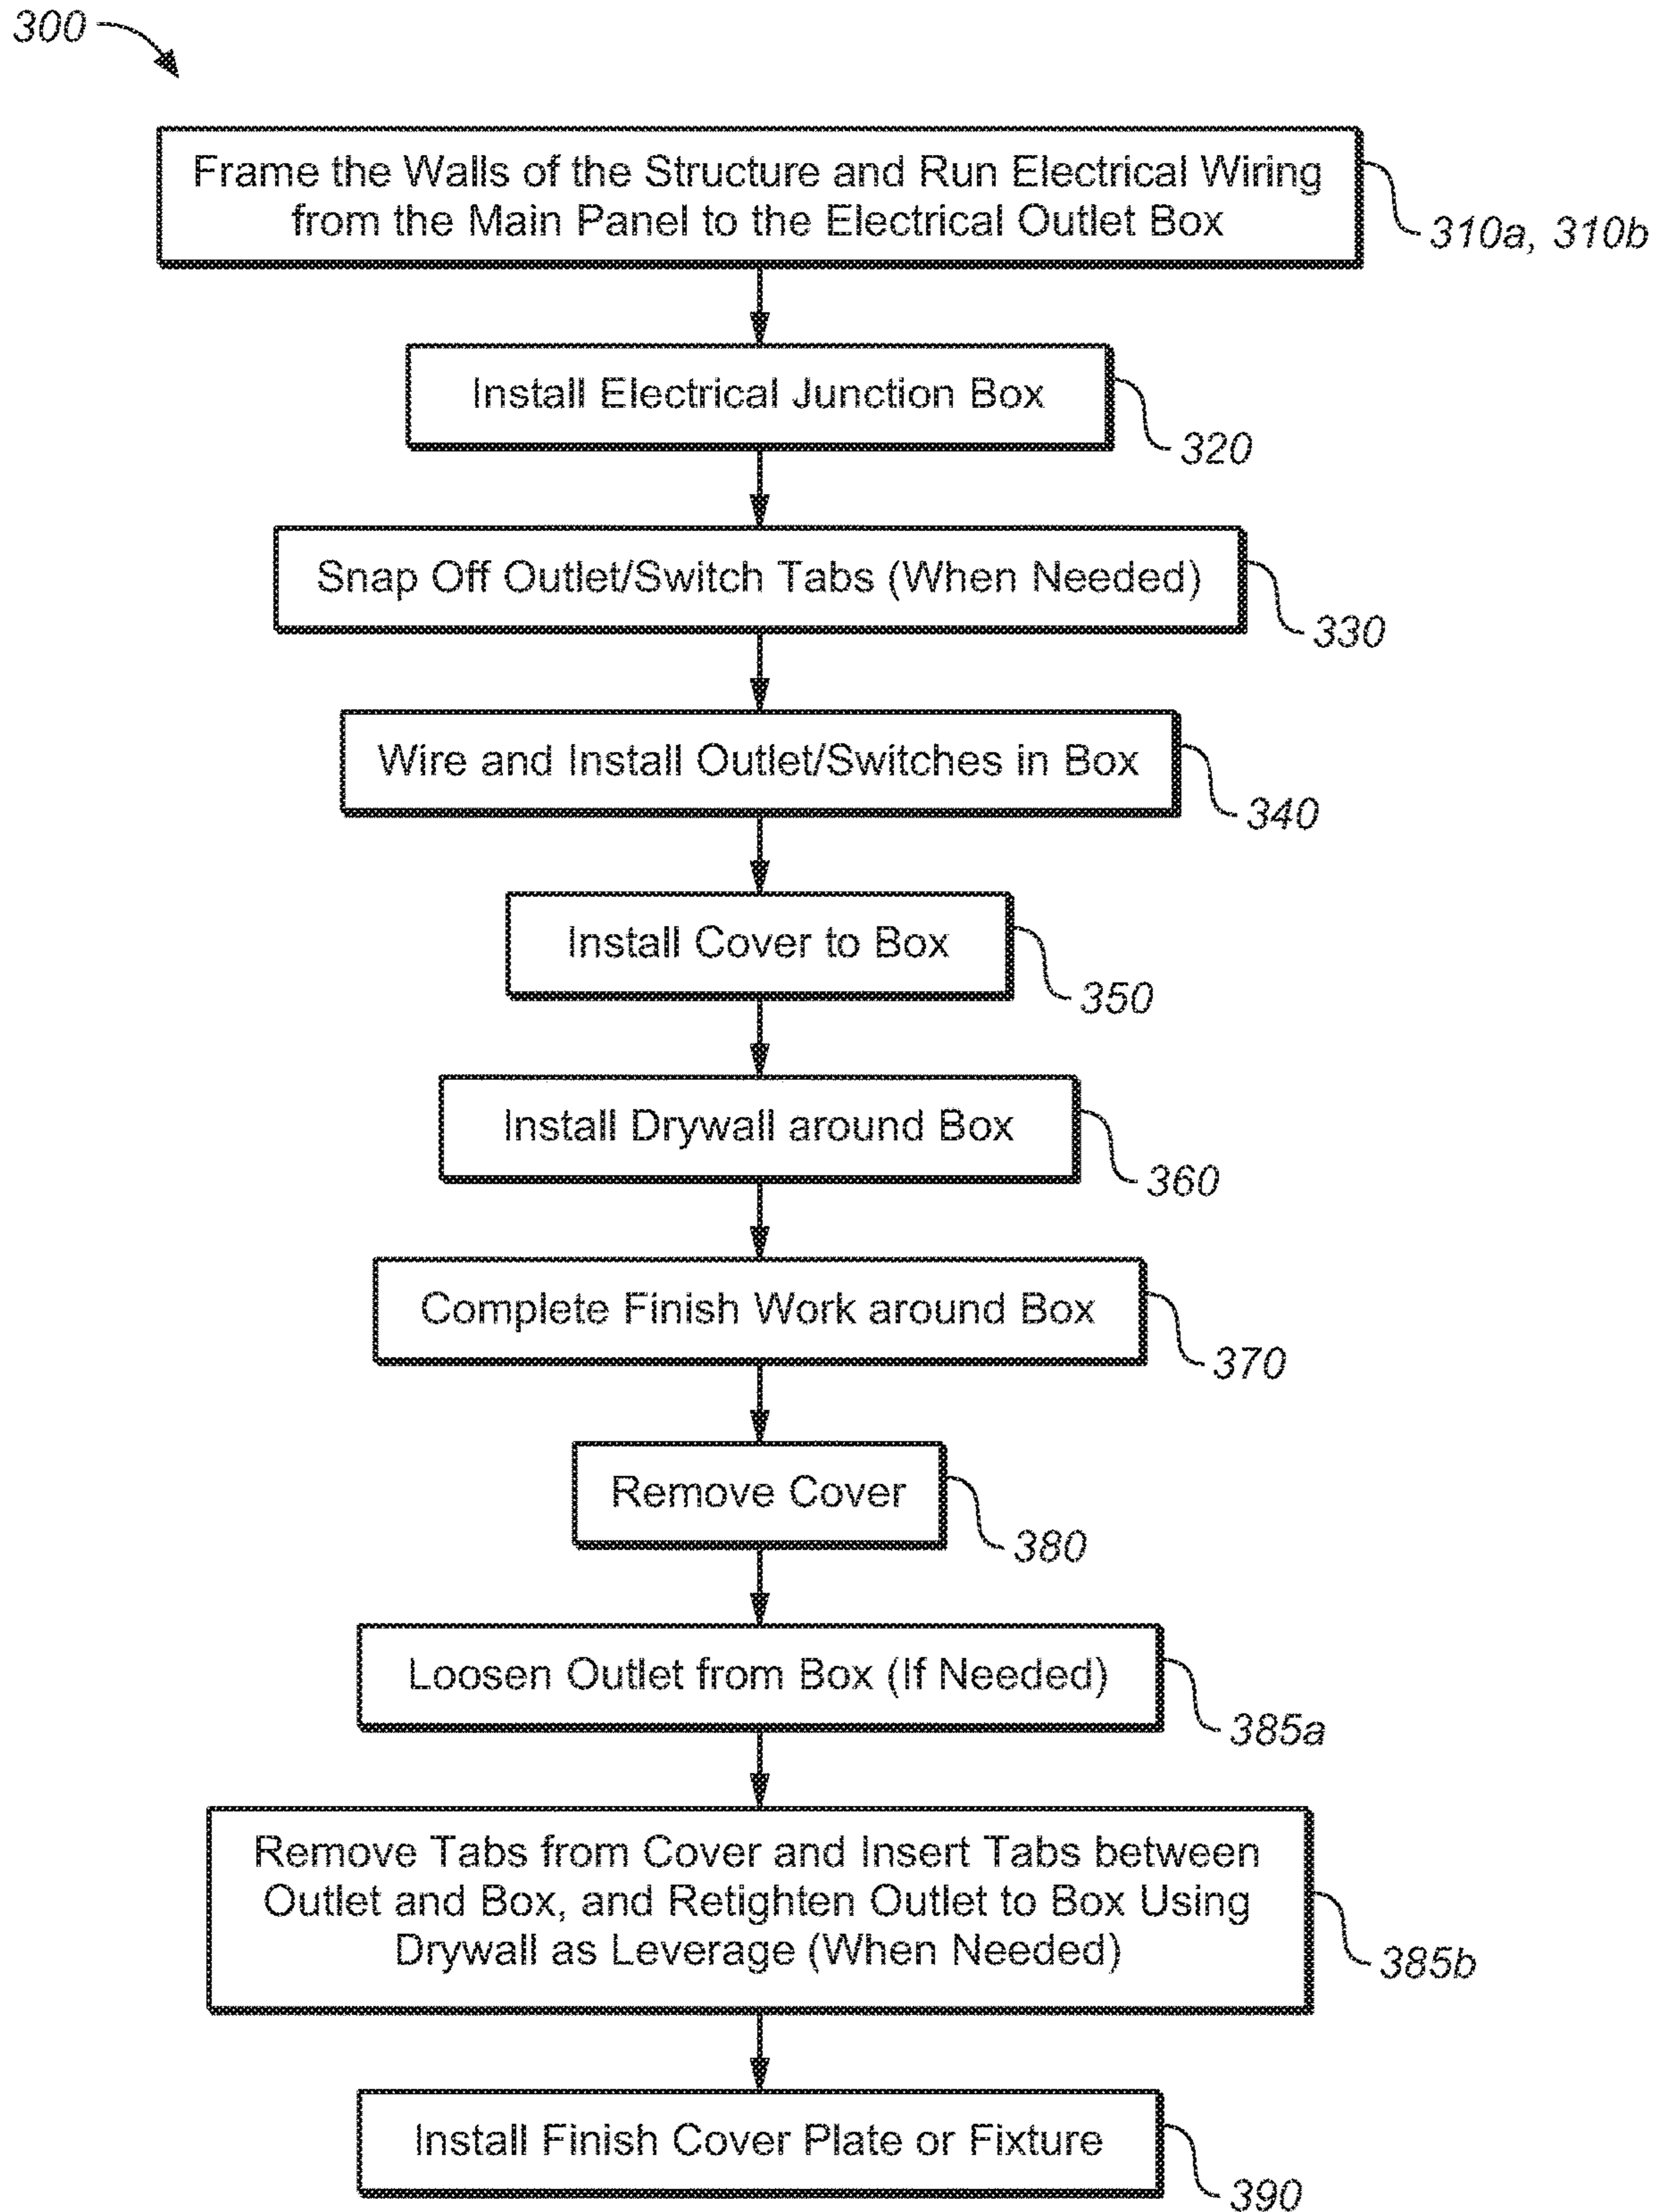 300
Frame the Walls of the Structure and Run Electrical Wiring
from the Main Panel to the Electrical Outlet Box
310a, 310b
Install Electrical Junction Box
320
Snap Off Outlet/Switch Tabs (When Needed)
330
Wire and Install Outlet/Switches in Box
340
Install Cover to Box
350
Install Drywall around Box
360
Complete Finish Work around Box
370
Remove Cover
380
Loosen Outlet from Box (If Needed)
385a
Remove Tabs from Cover and Insert Tabs between
Outlet and Box, and Retighten Outlet to Box Using
Drywall as Leverage (When Needed)
385b
Install Finish Cover Plate or Fixture
390